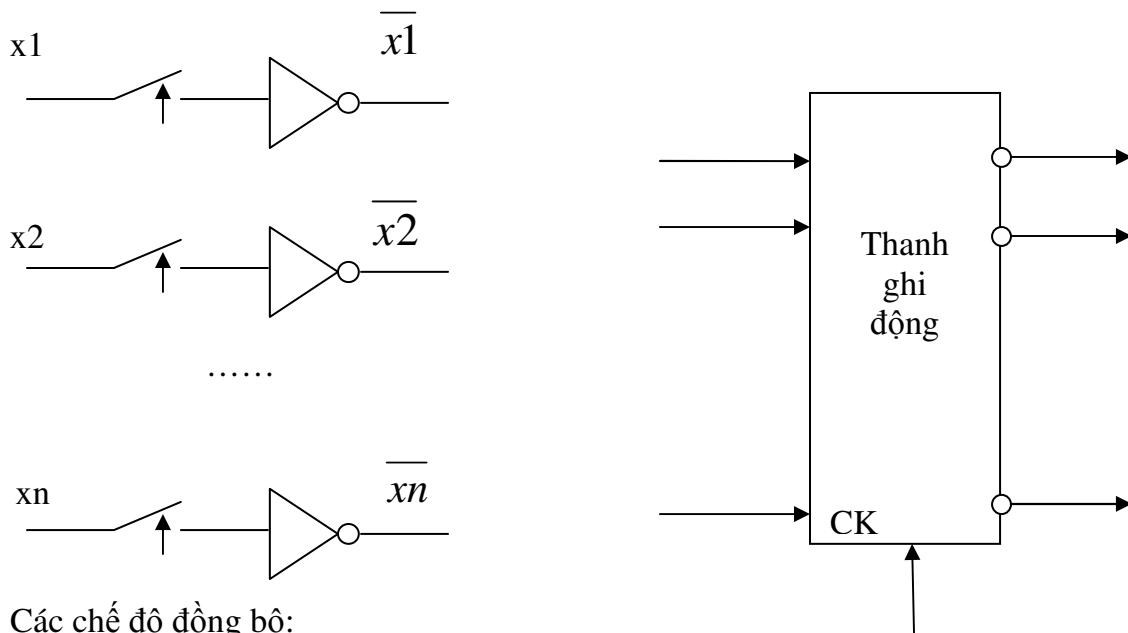 x1
x̅1̅
x2
x̅2̅
……
xn
x̅n̅
Thanh
ghi
động
CK
Các chế độ đồng bộ: